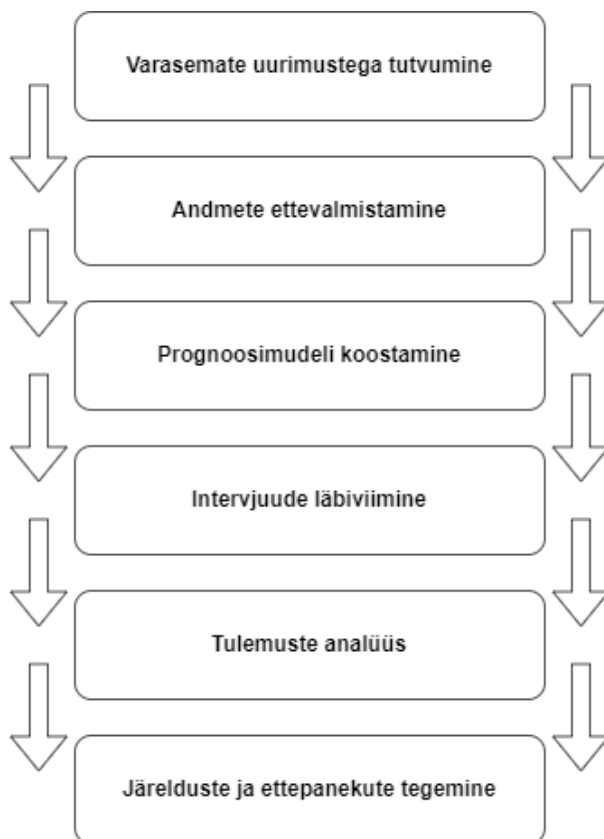 Varasemate uurimustega tutvumine
Andmete ettevalmistamine
Prognoosimudeli koostamine
Intervjuude läbiviimine
Tulemuste analüüs
Järelduste ja ettepanekute tegemine